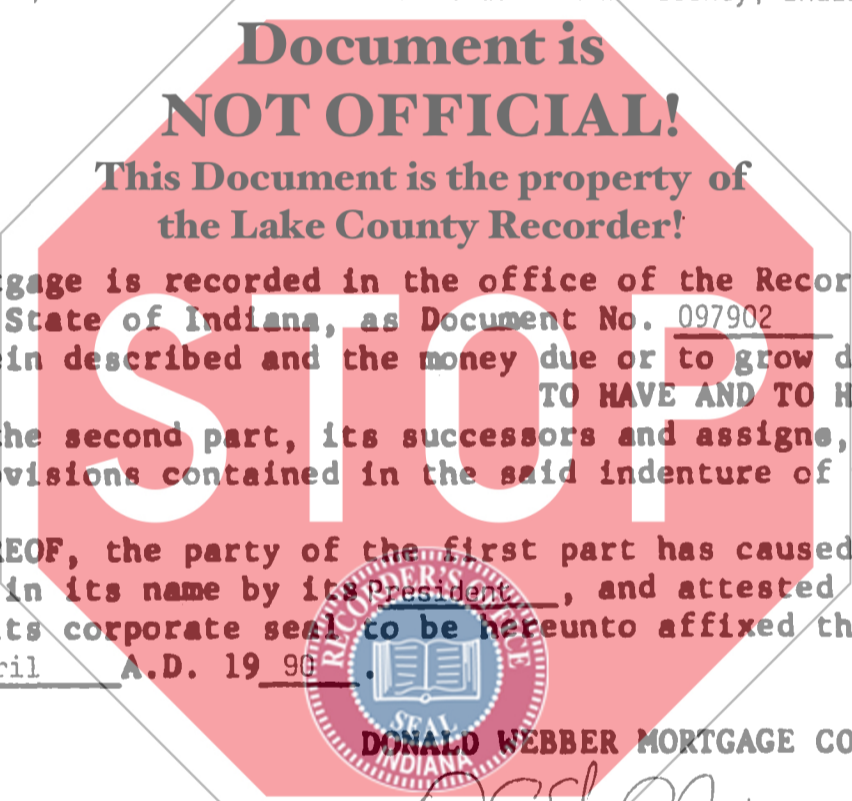 Document is
NOT OFFICIAL!
This Document is the property of
the Lake County Recorder!
gage is recorded in the office of the Recor
State of Indiana, as Document No. 097902
in described and the money due or to grow d
TO HAVE AND TO H
he second part, its successors and assigns,
visions contained in the said indenture of
STOP
EOF, the party of the first part has caused
in its name by its President, and attested
ts corporate seal to be hereunto affixed th
ril A.D. 19 90.
RECORDER'S OFFICE
SEAL
INDIANA
DONALD WEBBER MORTGAGE CO